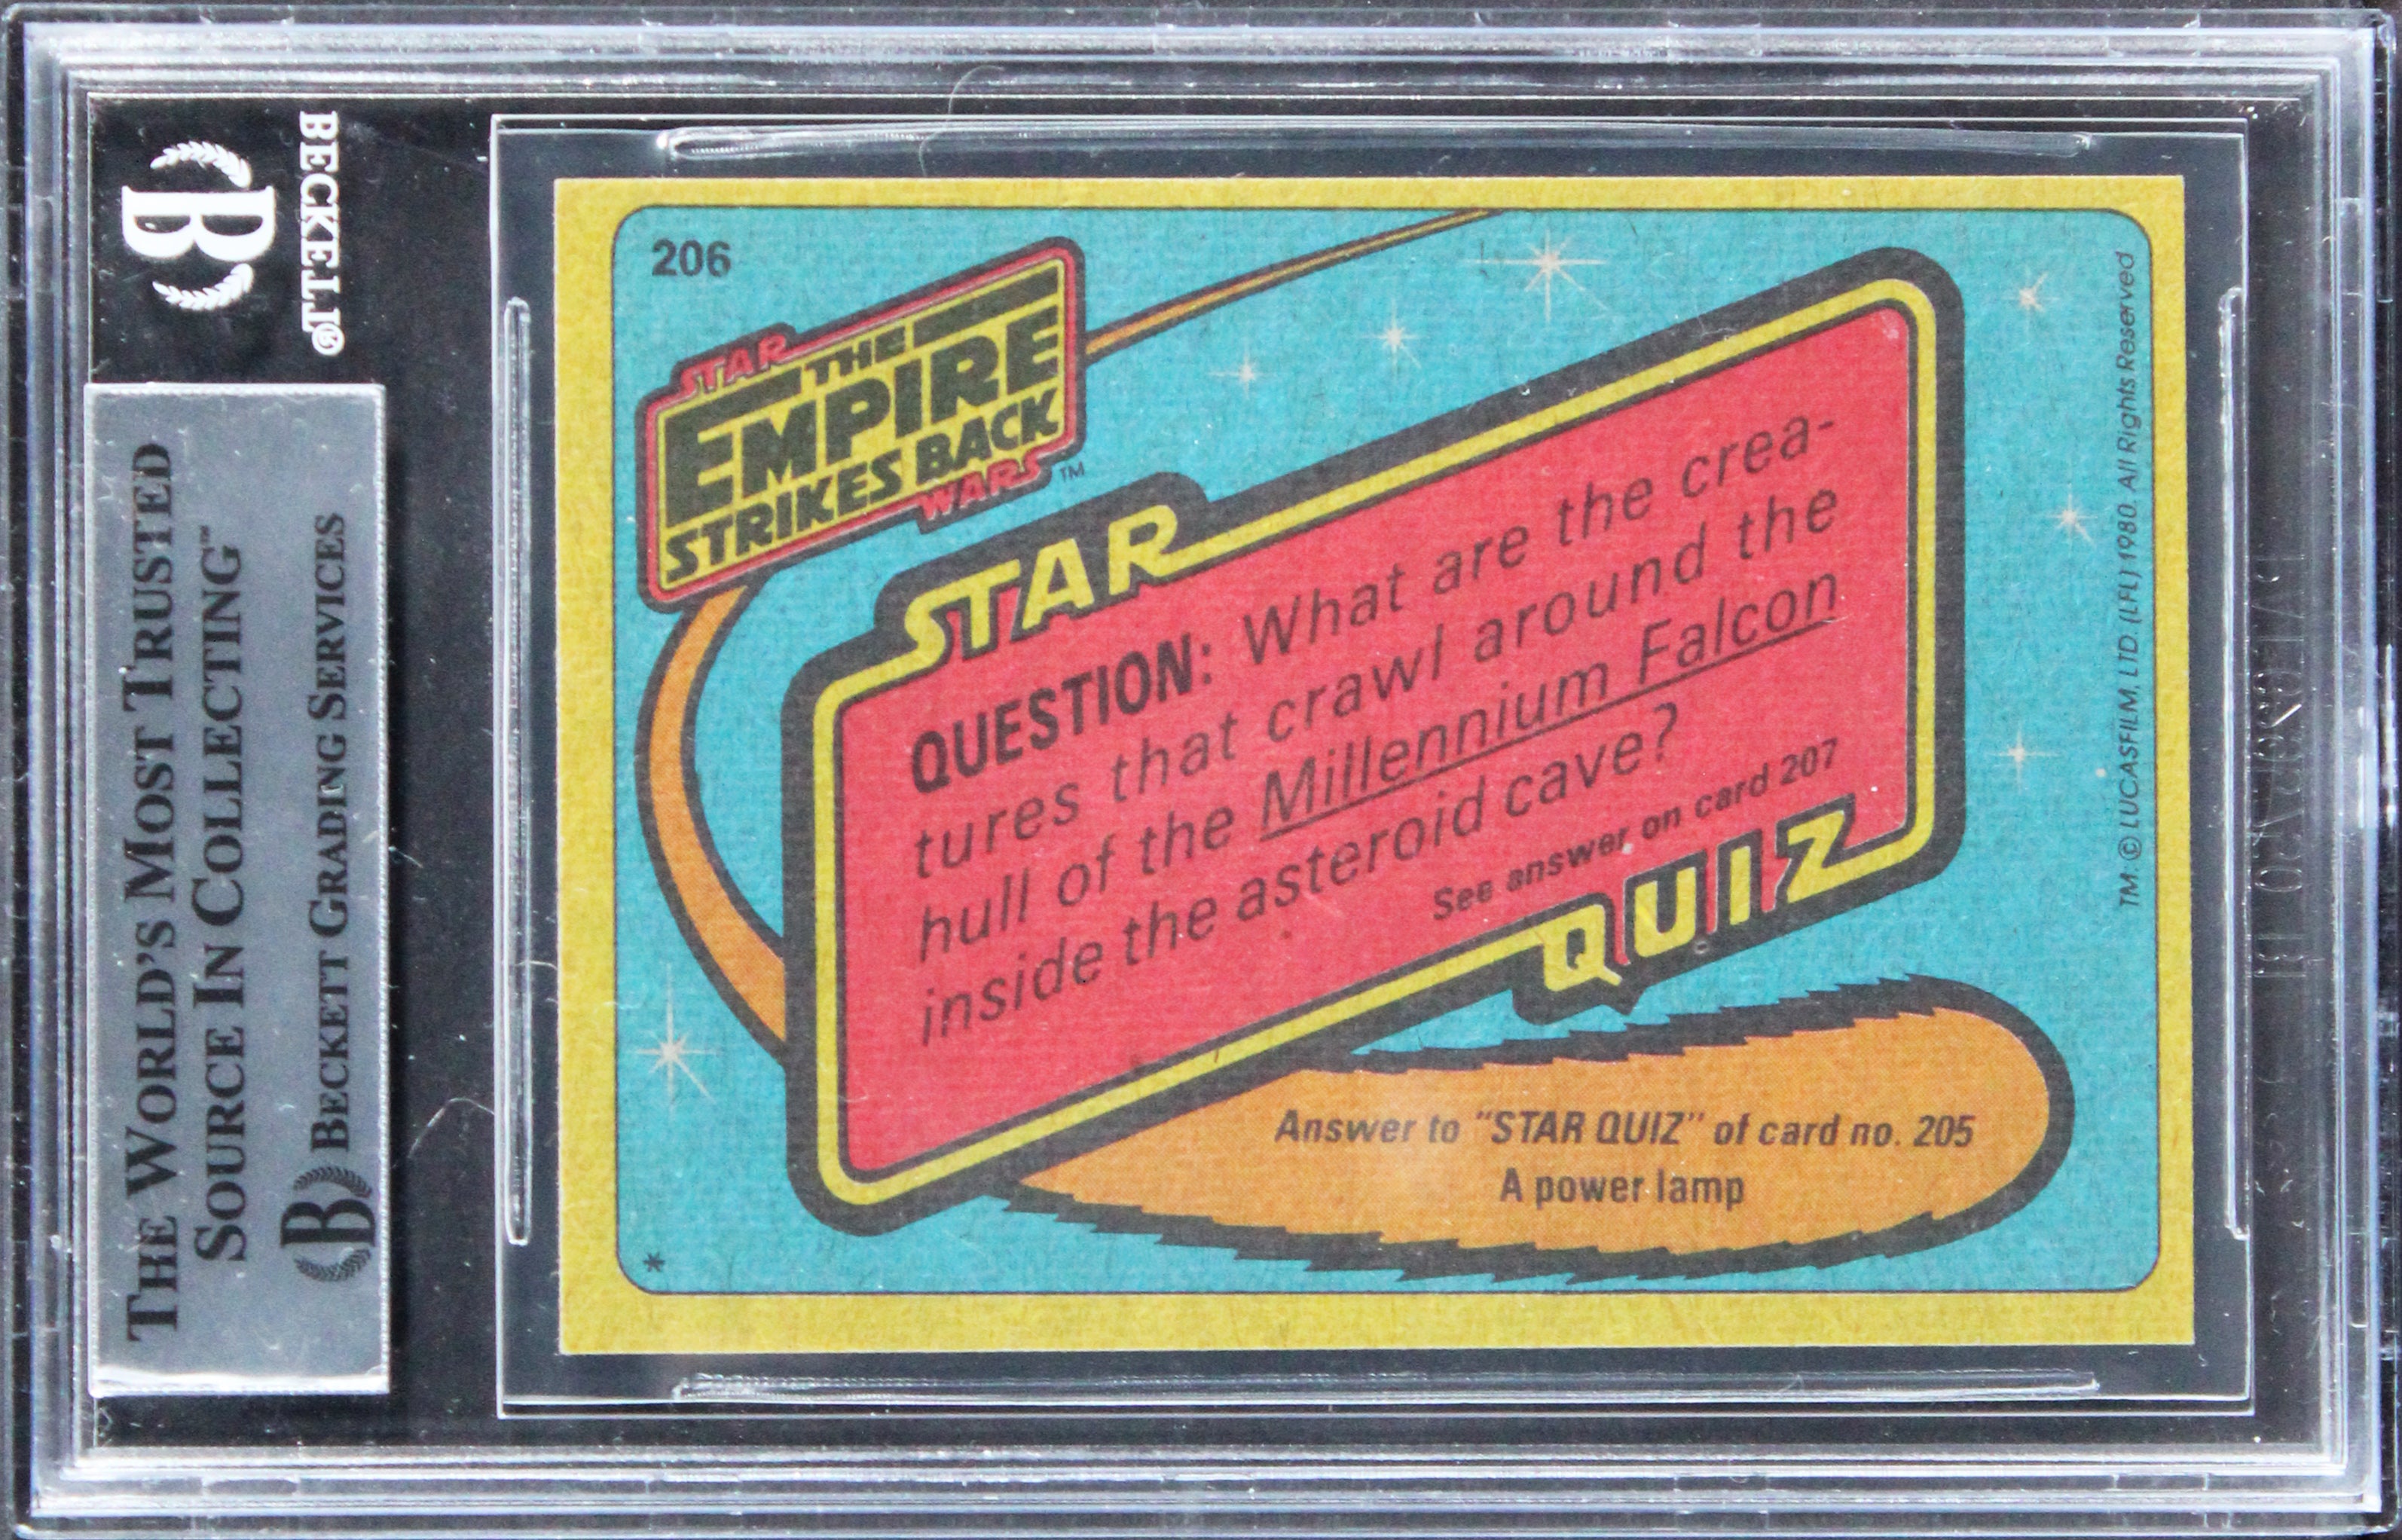 BECKETT®
B
THE WORLD'S MOST TRUSTED
SOURCE IN COLLECTING™
B BECKETT GRADING SERVICES
206
STAR
THE
EMPIRE
STRIKES BACK
WARS™
STAR
QUESTION: What are the crea-
tures that crawl around the
hull of the Millennium Falcon
inside the asteroid cave?
See answer on card 207
QUIZ
Answer to "STAR QUIZ" of card no. 205
A power lamp
*
TM: © LUCASFILM, LTD. (LFL) 1980. All Rights Reserved